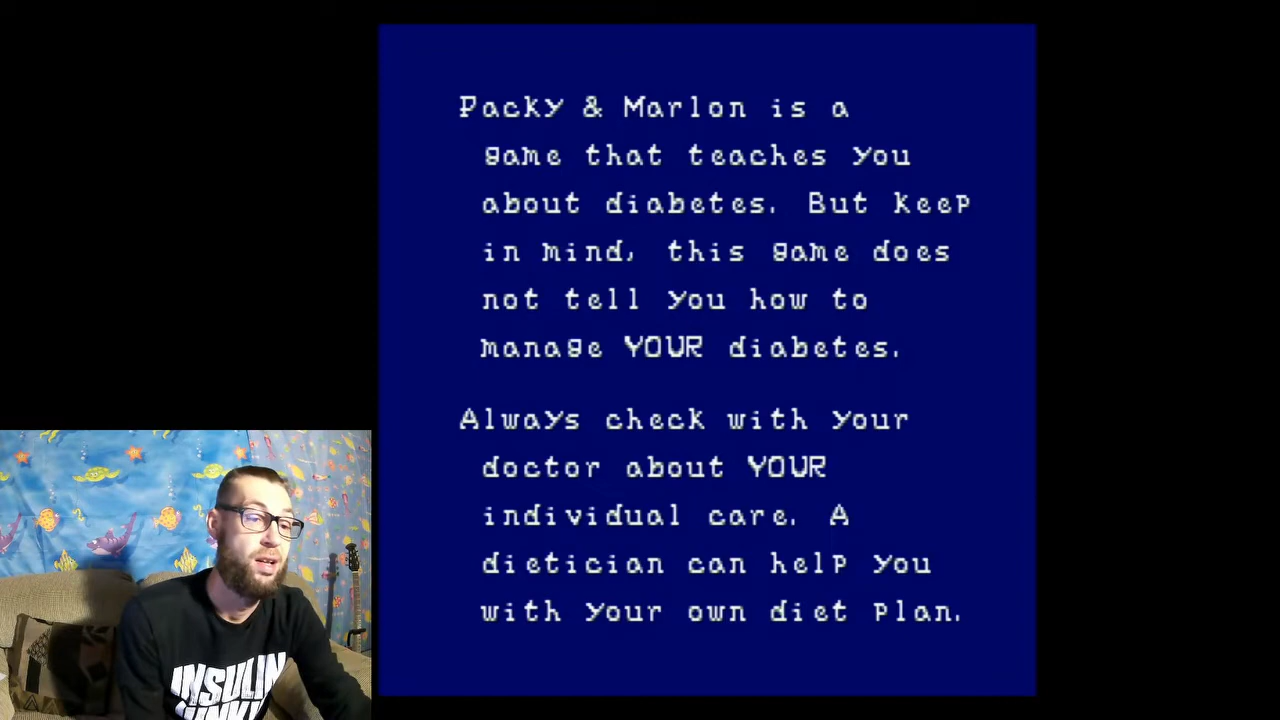 Packy & Marlon is a
game that teaches you
about diabetes. But keep
in mind, this game does
not tell you how to
manage YOUR diabetes.
Always check with your
doctor about YOUR
individual care. A
dietician can help you
with your own diet plan.
INSULIN